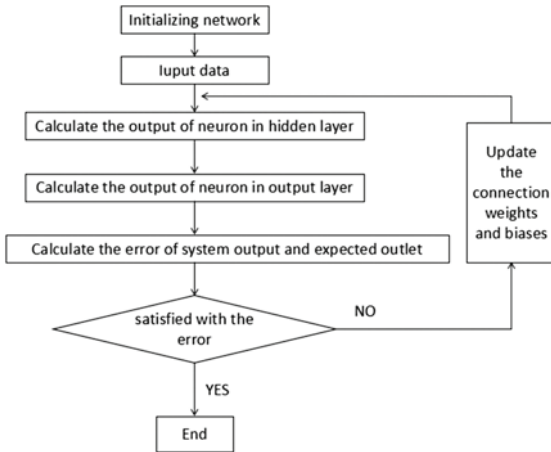 Initializing network
Iuput data
Calculate the output of neuron in hidden layer
Calculate the output of neuron in output layer
Calculate the error of system output and expected outlet
satisfied with the
error
NO
YES
End
Update
the
connection
weights
and biases